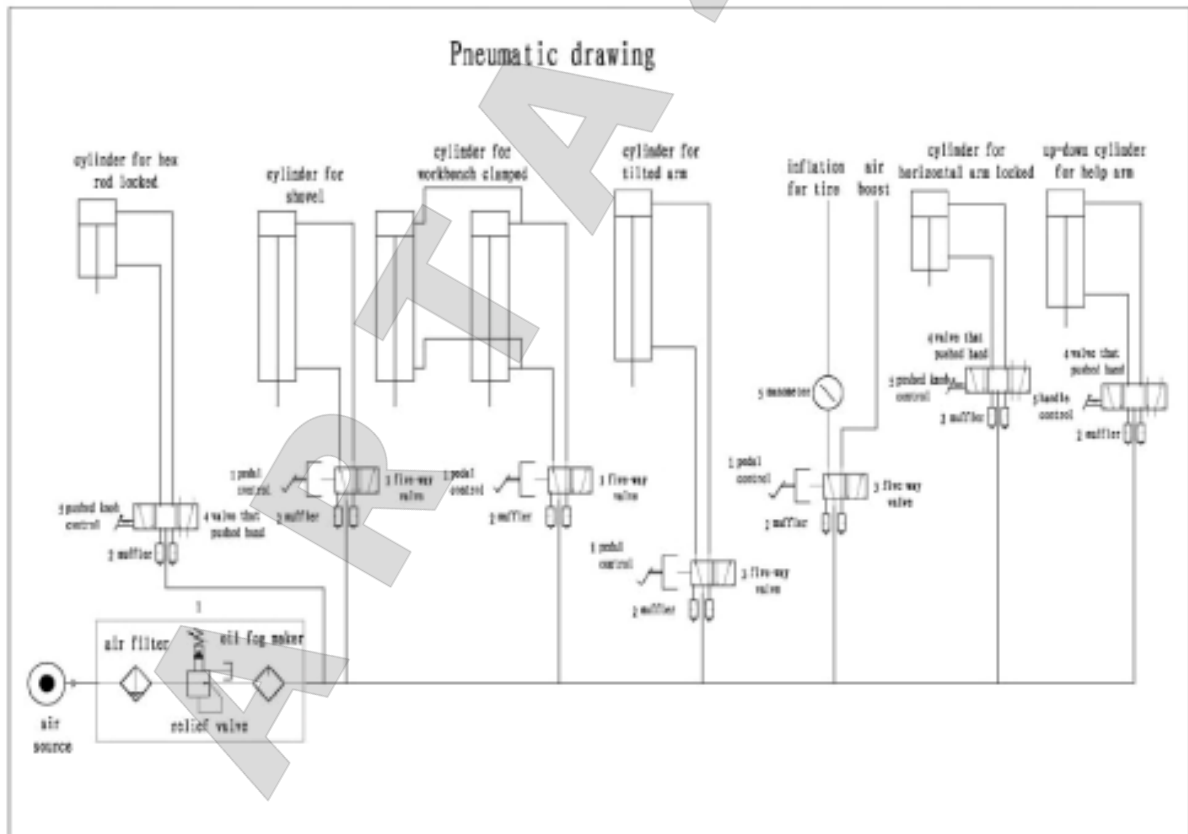 Pneumatic drawing
cylinder for hex
rod locked
cylinder for
shovel
cylinder for
workbench clamped
cylinder for
tilted arm
inflation
for tire
air
boost
cylinder for
horizontal arm locked
up-down cylinder
for help arm
4 valve that
pushed hand
5 pushed knob
control
2 muffler
4 valve that
pushed hand
5 handle
control
2 muffler
5 manometer
1 pedal
control
3 five-way
valve
2 muffler
1 pedal
control
3 five-way
valve
2 muffler
1 pedal
control
3 five-way
valve
2 muffler
5 pushed knob
control
4 valve that
pushed hand
2 muffler
1 pedal
control
3 five-way
valve
2 muffler
1
air filter
oil fog maker
relief valve
air
source
ARTA